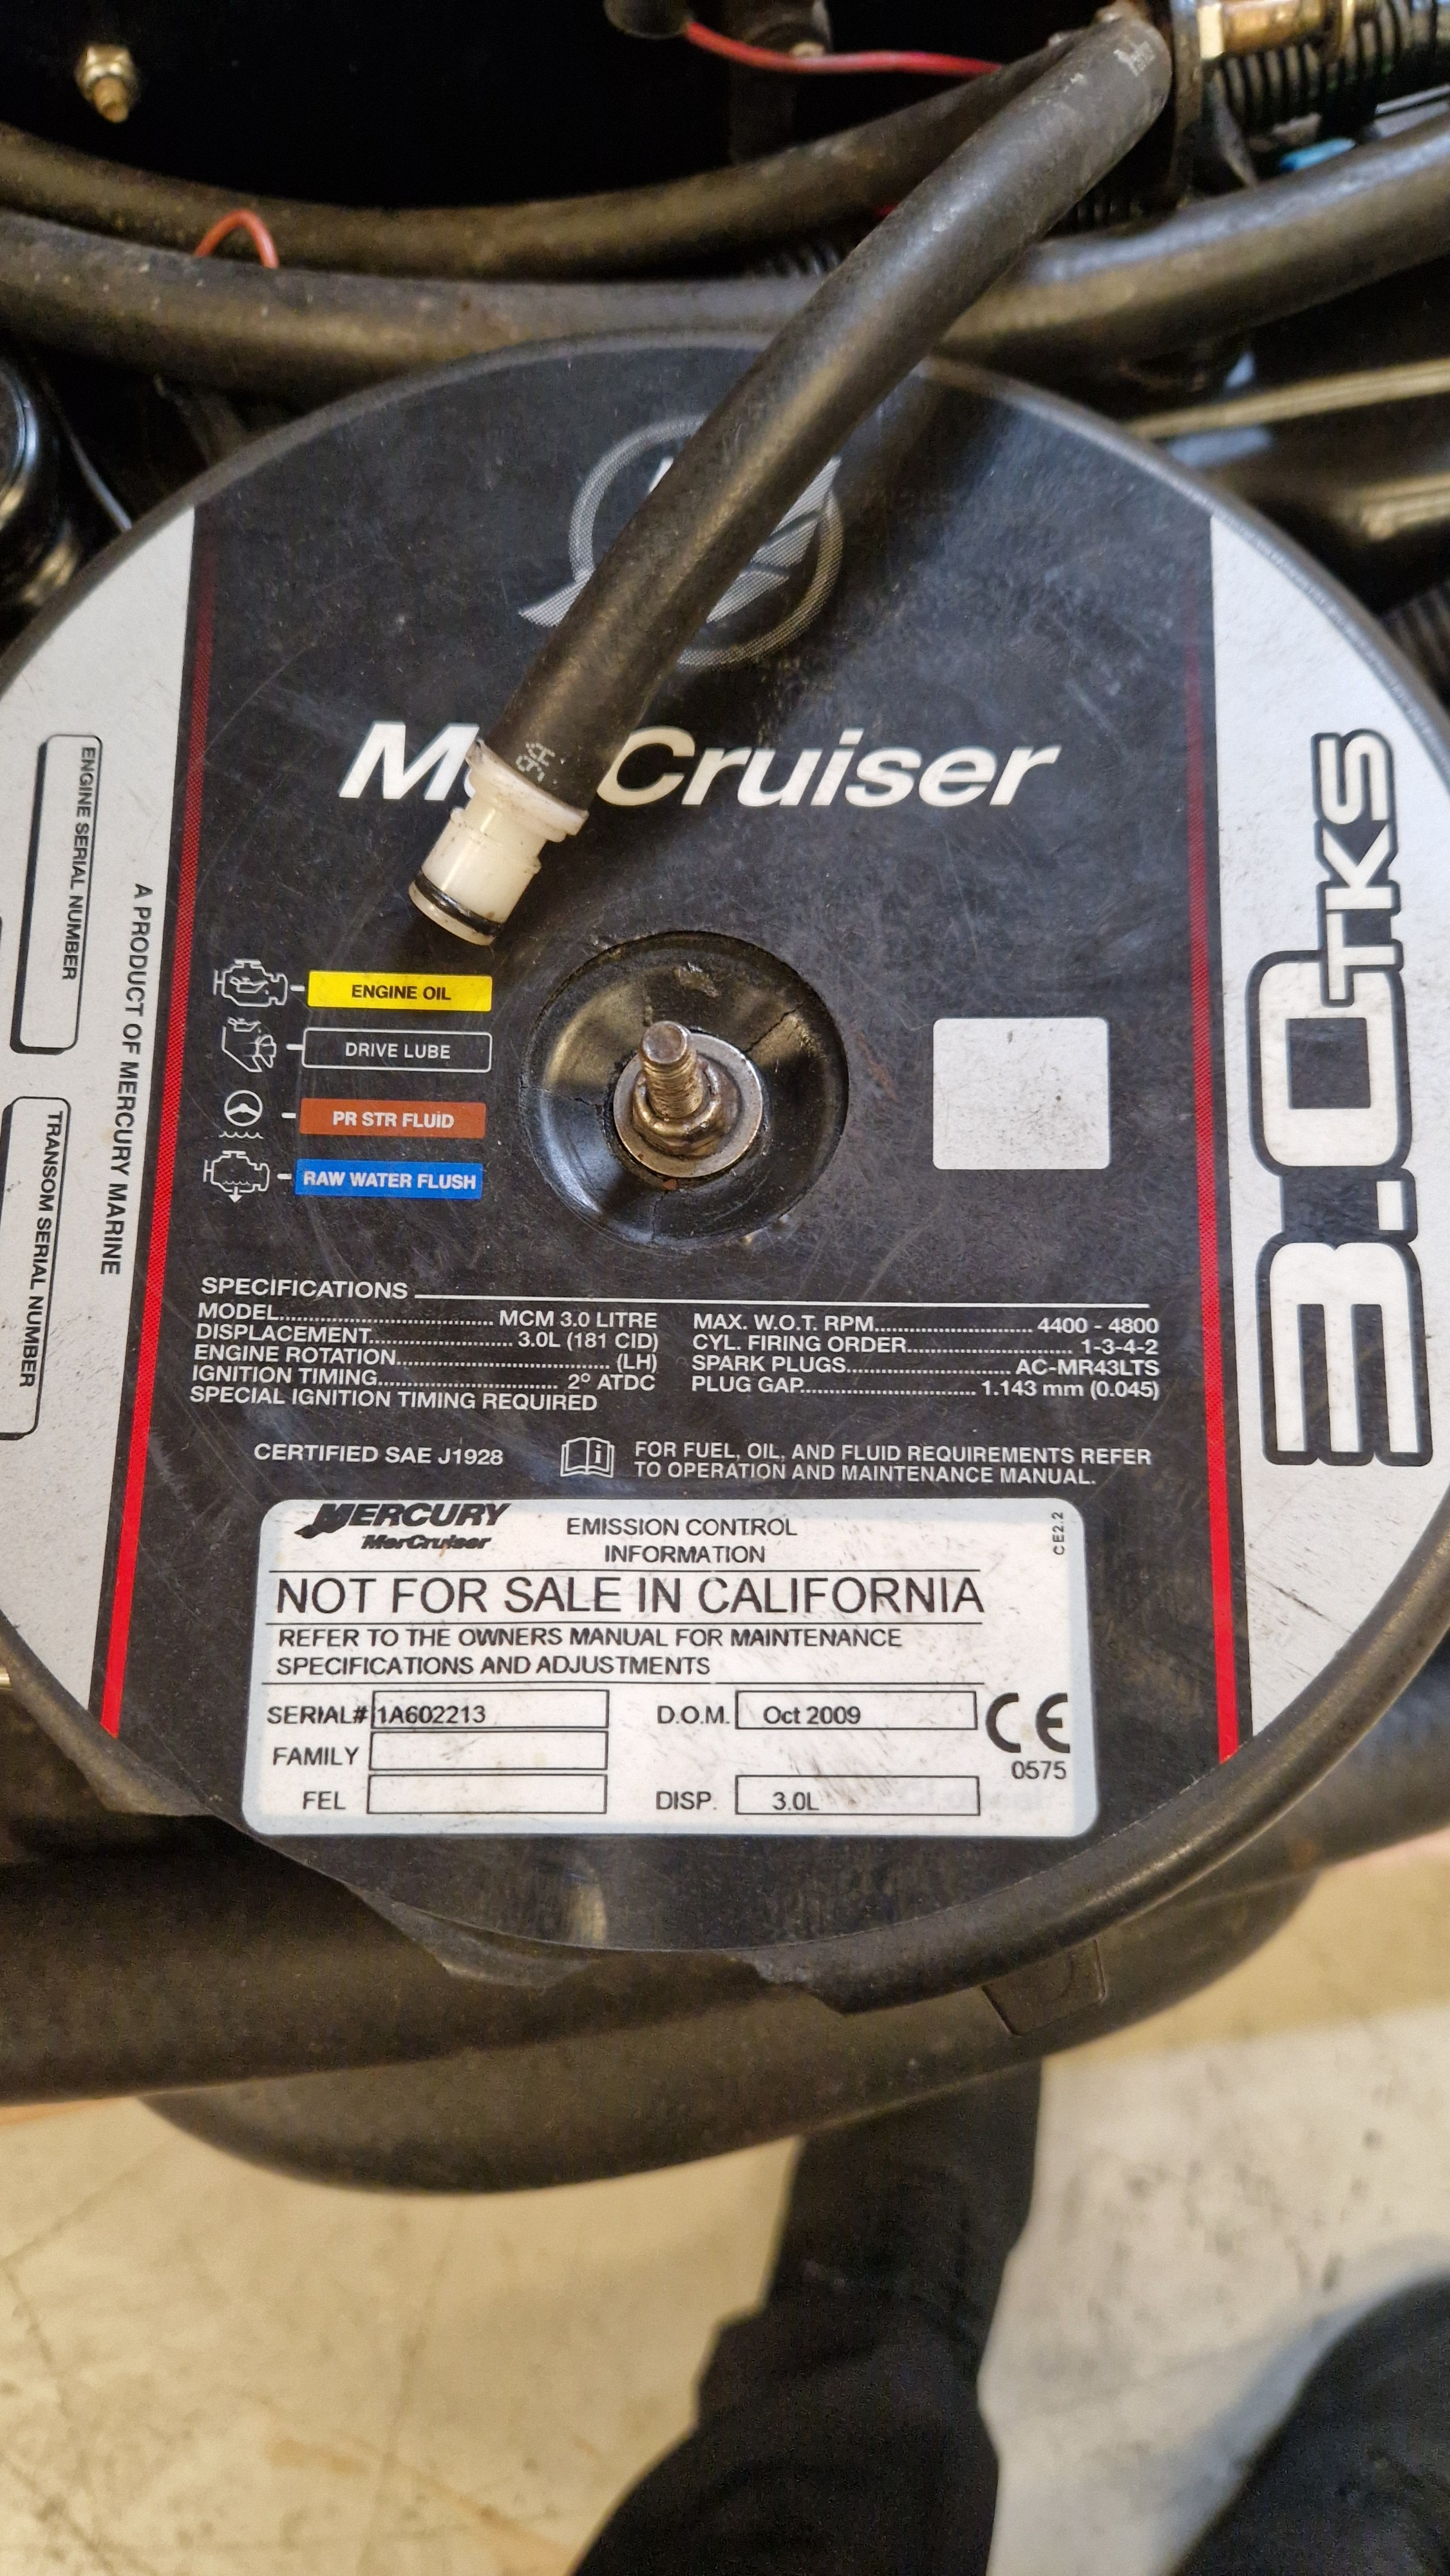 MerCruiser
ENGINE OIL
DRIVE LUBE
PR STR FLUID
RAW WATER FLUSH
ENGINE SERIAL NUMBER
TRANSOM SERIAL NUMBER
A PRODUCT OF MERCURY MARINE
3.0 TKS
SPECIFICATIONS
MODEL MCM 3.0 LITRE
DISPLACEMENT 3.0L (181 CID)
ENGINE ROTATION (LH)
IGNITION TIMING 2° ATDC
SPECIAL IGNITION TIMING REQUIRED
MAX. W.O.T. RPM 4400 - 4800
CYL. FIRING ORDER 1-3-4-2
SPARK PLUGS AC-MR43LTS
PLUG GAP 1.143 mm (0.045)
CERTIFIED SAE J1928
FOR FUEL, OIL, AND FLUID REQUIREMENTS REFER
TO OPERATION AND MAINTENANCE MANUAL.
MERCURY
MerCruiser
EMISSION CONTROL
INFORMATION
CE2.2
NOT FOR SALE IN CALIFORNIA
REFER TO THE OWNERS MANUAL FOR MAINTENANCE
SPECIFICATIONS AND ADJUSTMENTS
SERIAL# 1A602213
D.O.M. Oct 2009
CE
0575
FAMILY
FEL
DISP. 3.0L